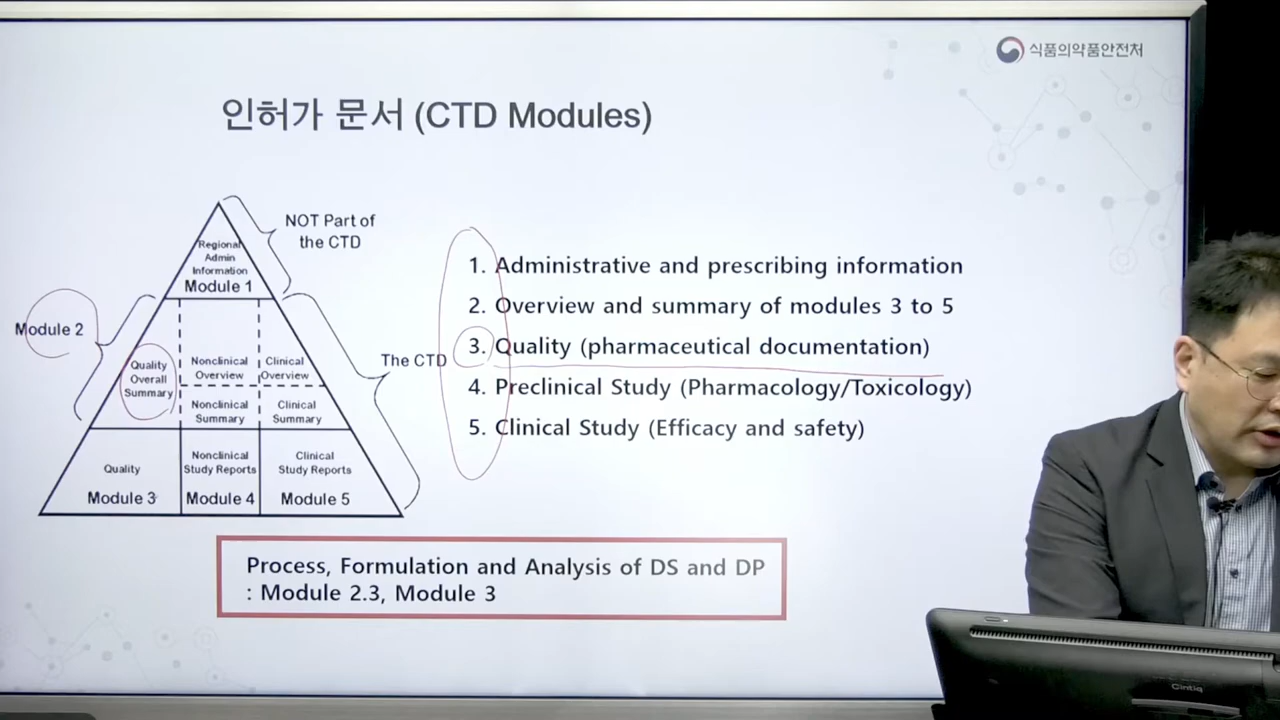 식품의약품안전처
인허가 문서 (CTD Modules)
NOT Part of
the CTD
Regional
Admin
Information
Module 1
Module 2
The CTD
Quality
Overall
Summary
Nonclinical
Overview
Clinical
Overview
Nonclinical
Summary
Clinical
Summary
Quality
Module 3
Nonclinical
Study Reports
Module 4
Clinical
Study Reports
Module 5
1. Administrative and prescribing information
2. Overview and summary of modules 3 to 5
3. Quality (pharmaceutical documentation)
4. Preclinical Study (Pharmacology/Toxicology)
5. Clinical Study (Efficacy and safety)
Process, Formulation and Analysis of DS and DP
: Module 2.3, Module 3
Cintiq